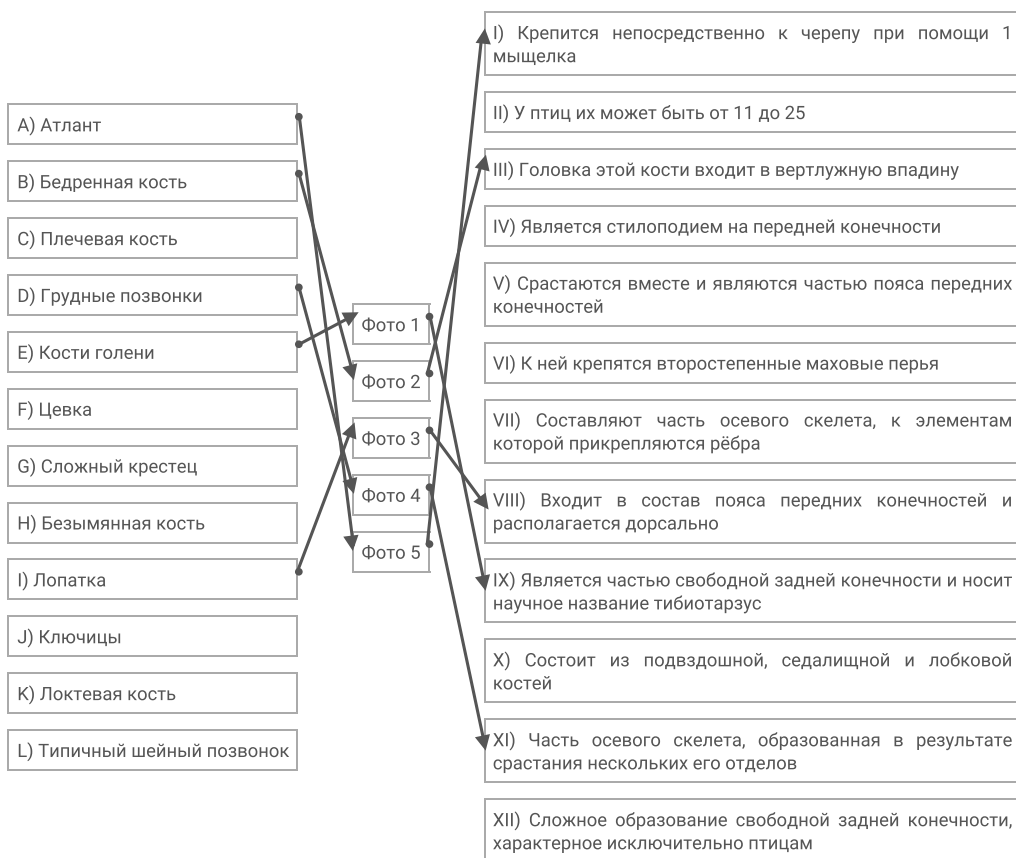 A) Атлант
B) Бедренная кость
C) Плечевая кость
D) Грудные позвонки
E) Кости голени
F) Цевка
G) Сложный крестец
H) Безымянная кость
I) Лопатка
J) Ключицы
K) Локтевая кость
L) Типичный шейный позвонок
Фото 1
Фото 2
Фото 3
Фото 4
Фото 5
I) Крепится непосредственно к черепу при помощи 1
мыщелка
II) У птиц их может быть от 11 до 25
III) Головка этой кости входит в вертлужную впадину
IV) Является стилоподием на передней конечности
V) Срастаются вместе и являются частью пояса передних
конечностей
VI) К ней крепятся второстепенные маховые перья
VII) Составляют часть осевого скелета, к элементам
которой прикрепляются рёбра
VIII) Входит в состав пояса передних конечностей и
располагается дорсально
IX) Является частью свободной задней конечности и носит
научное название тибиотарзус
X) Состоит из подвздошной, седалищной и лобковой
костей
XI) Часть осевого скелета, образованная в результате
срастания нескольких его отделов
XII) Сложное образование свободной задней конечности,
характерное исключительно птицам